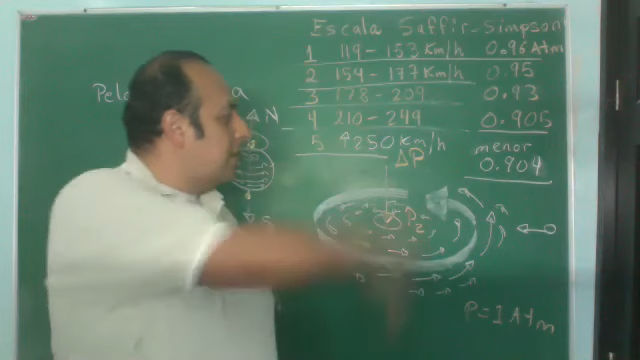 Escala Saffir-Simpson
1 119-153 Km/h 0.96 Atm
2 154-177 Km/h 0.95
3 178-209 0.93
4 210-249 0.905
5 +250 Km/h menor
0.904
ΔP
N
P2
P=1 Atm